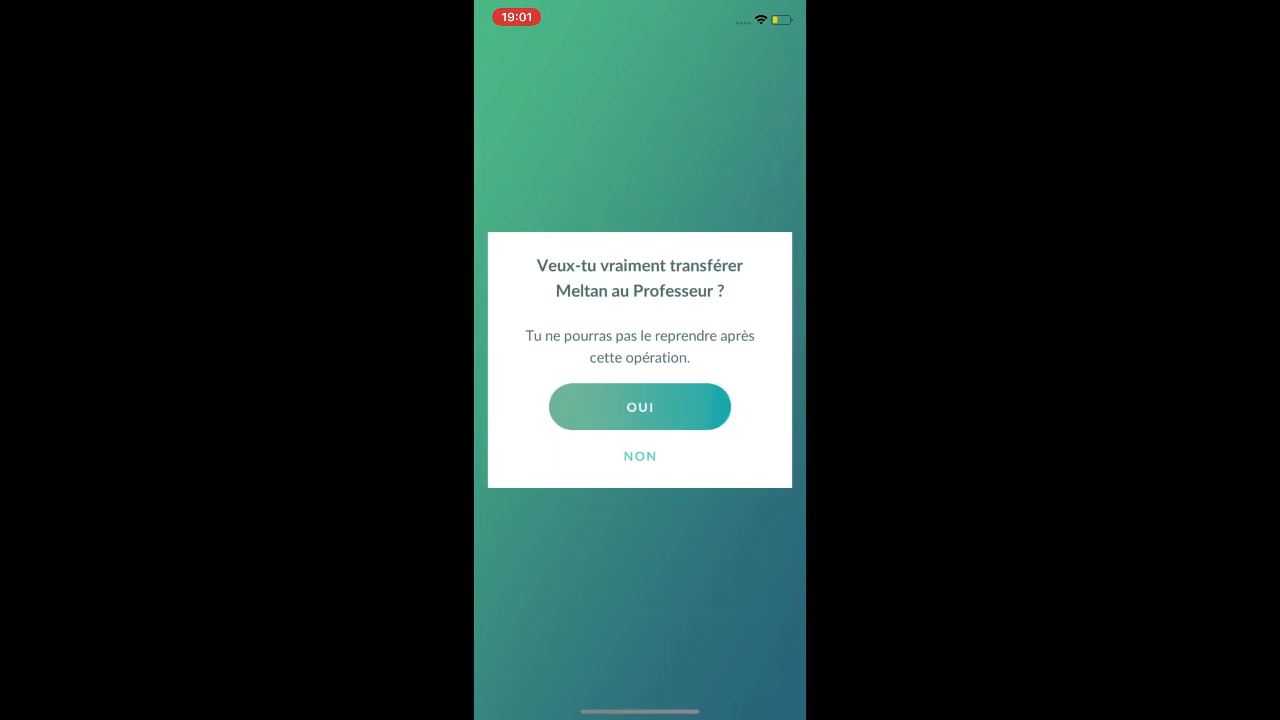 19:01
Veux-tu vraiment transférer
Meltan au Professeur ?
Tu ne pourras pas le reprendre après
cette opération.
OUI
NON